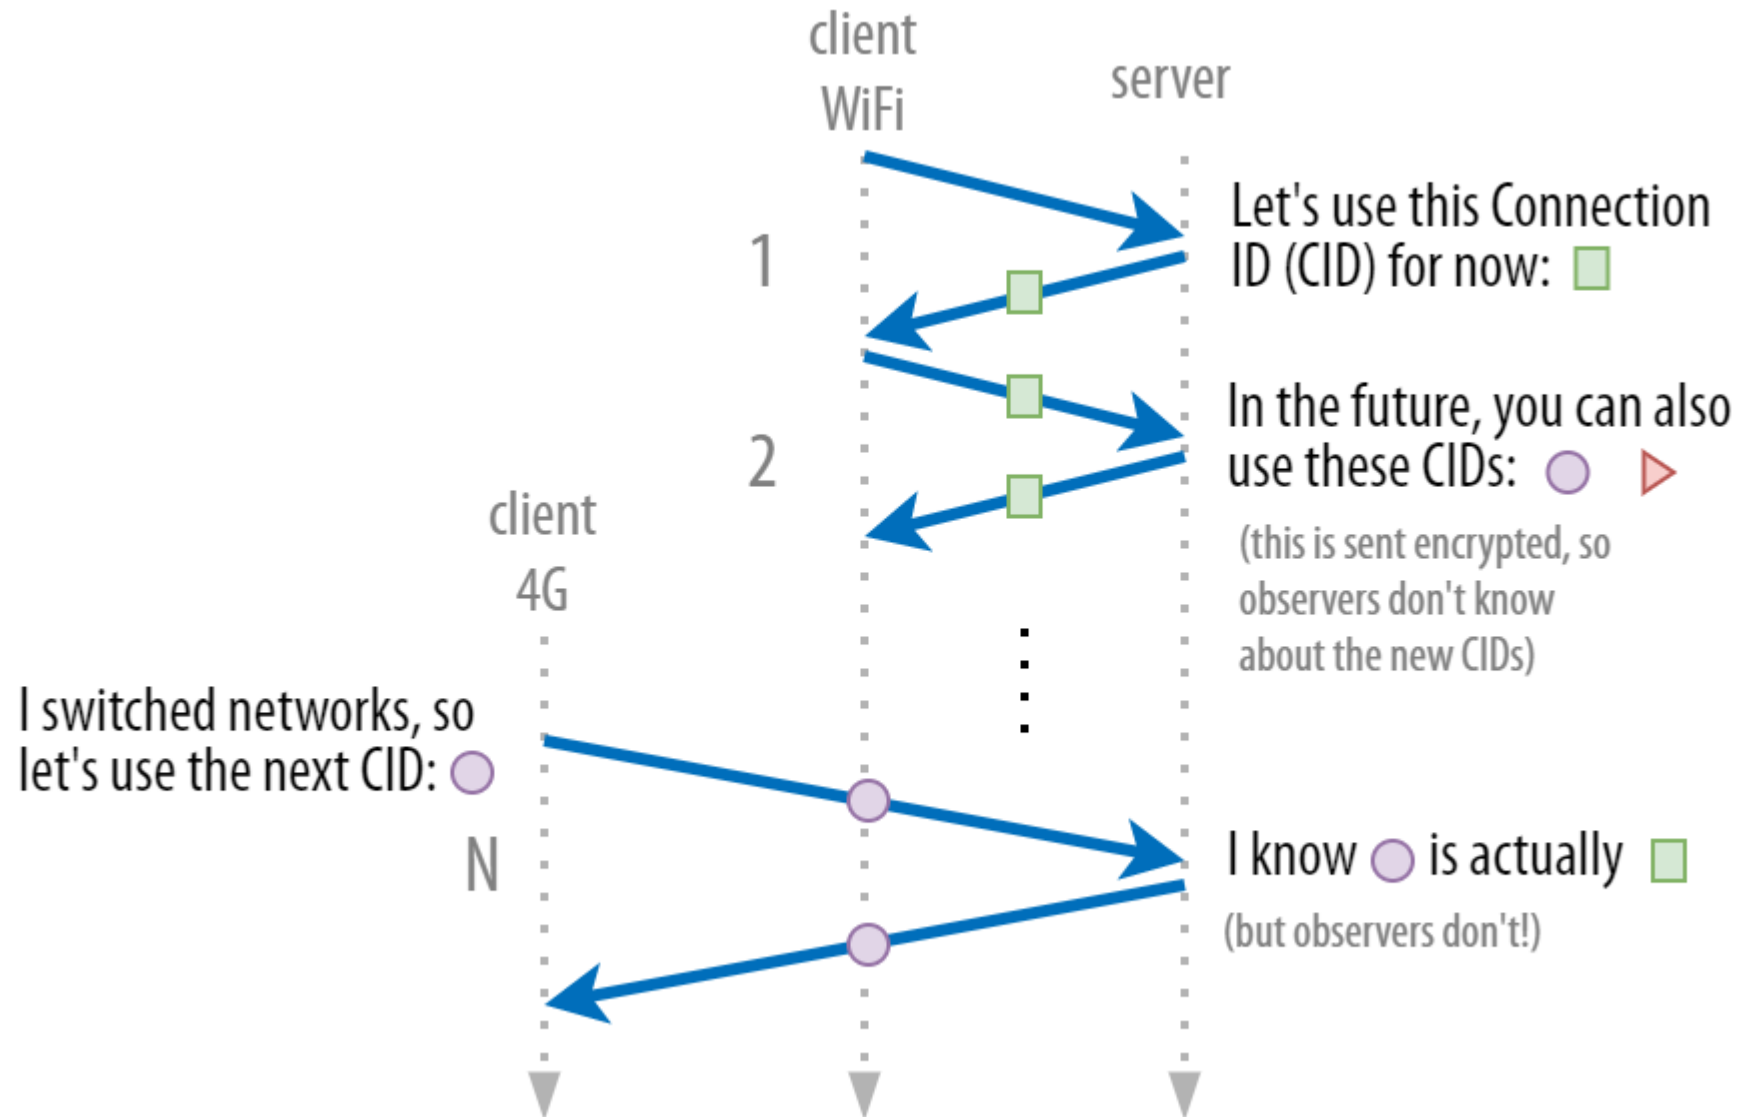 client
WiFi
server
Let's use this Connection
ID (CID) for now:
1
In the future, you can also
use these CIDs:
2
(this is sent encrypted, so
observers don't know
about the new CIDs)
client
4G
I switched networks, so
let's use the next CID:
N
I know is actually
(but observers don't!)